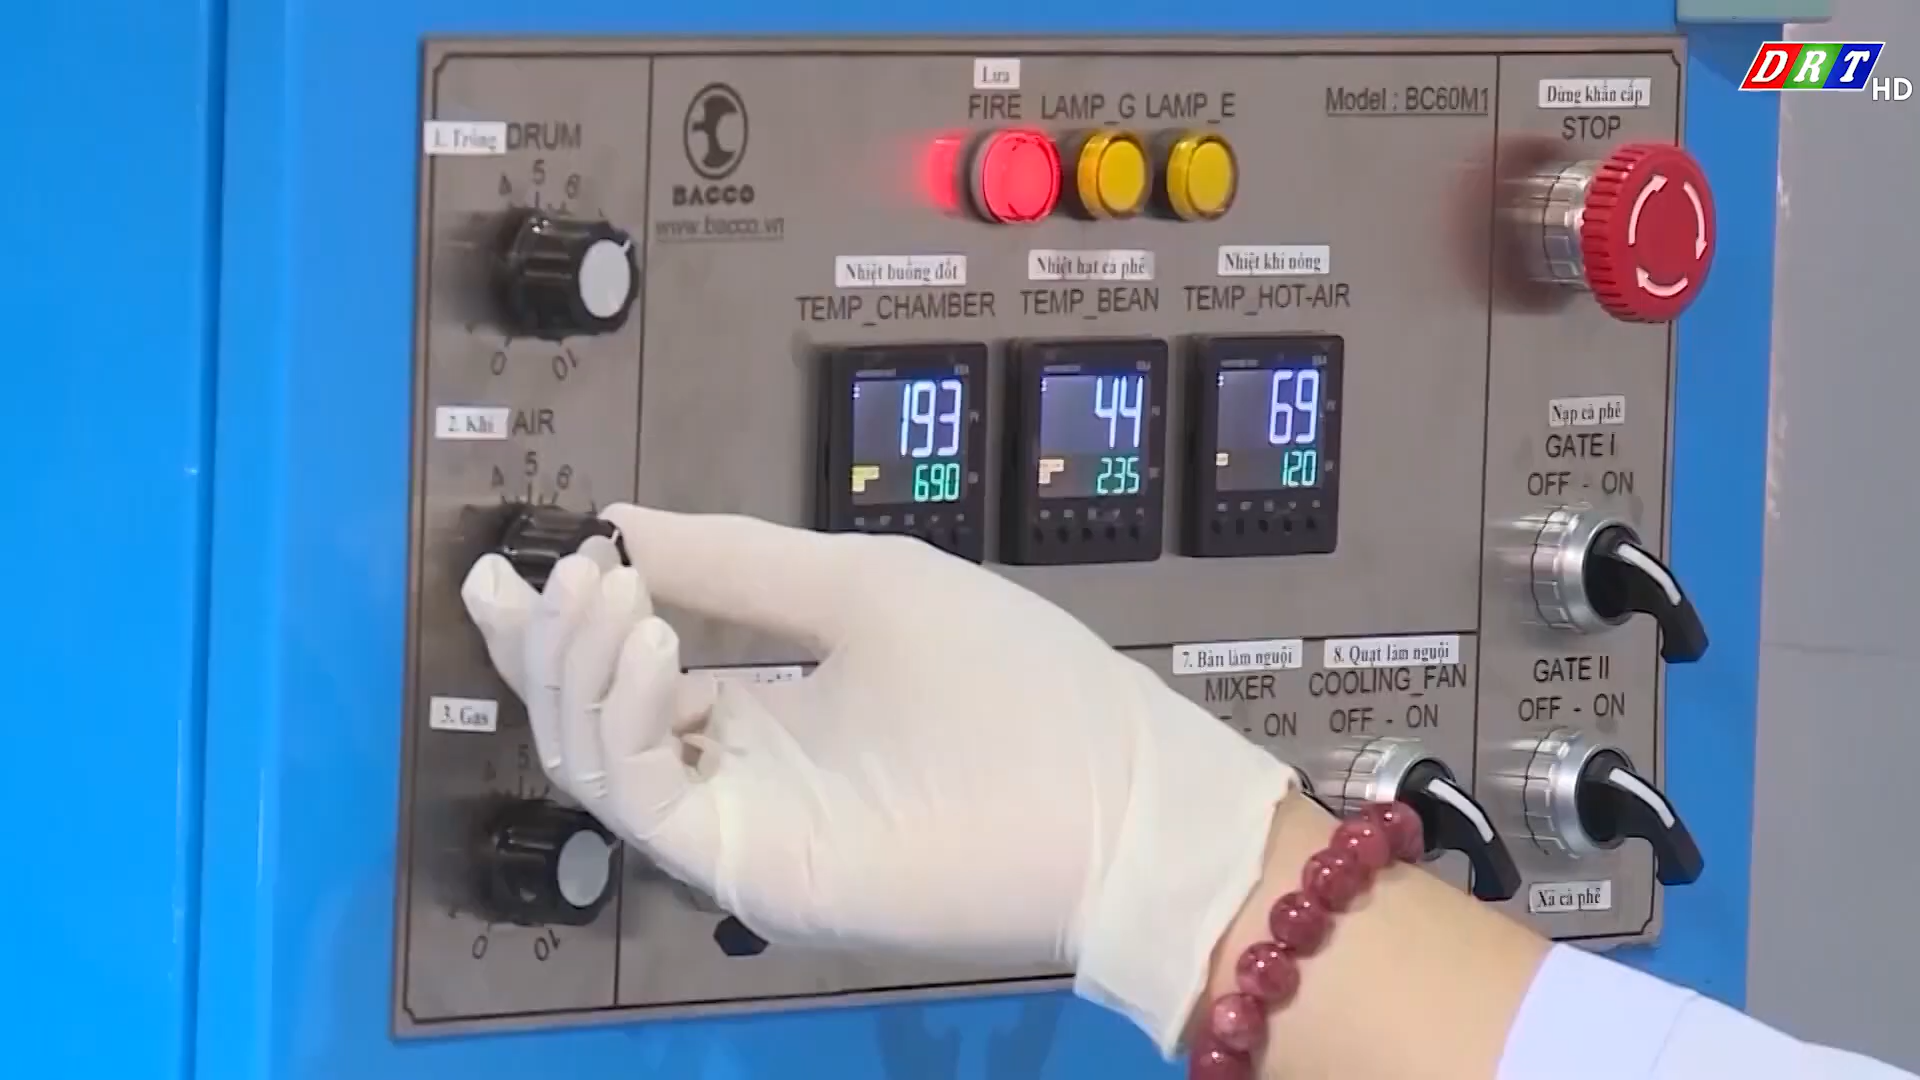 DRT HD
Lửa
FIRE LAMP_G LAMP_E
Model : BC60M1
Dừng khẩn cấp
STOP
1. Trống DRUM
4 5 6
0 10
BACCO
www.bacco.vn
Nhiệt buồng đốt
TEMP_CHAMBER
193
690
Nhiệt hạt cà phê
TEMP_BEAN
44
235
Nhiệt khí nóng
TEMP_HOT-AIR
69
120
2. Khí AIR
4 5 6
Nạp cà phê
GATE I
OFF - ON
3. Gas
4 5
0 10
7. Bàn làm nguội
MIXER
- ON
8. Quạt làm nguội
COOLING_FAN
OFF - ON
GATE II
OFF - ON
Xả cà phê